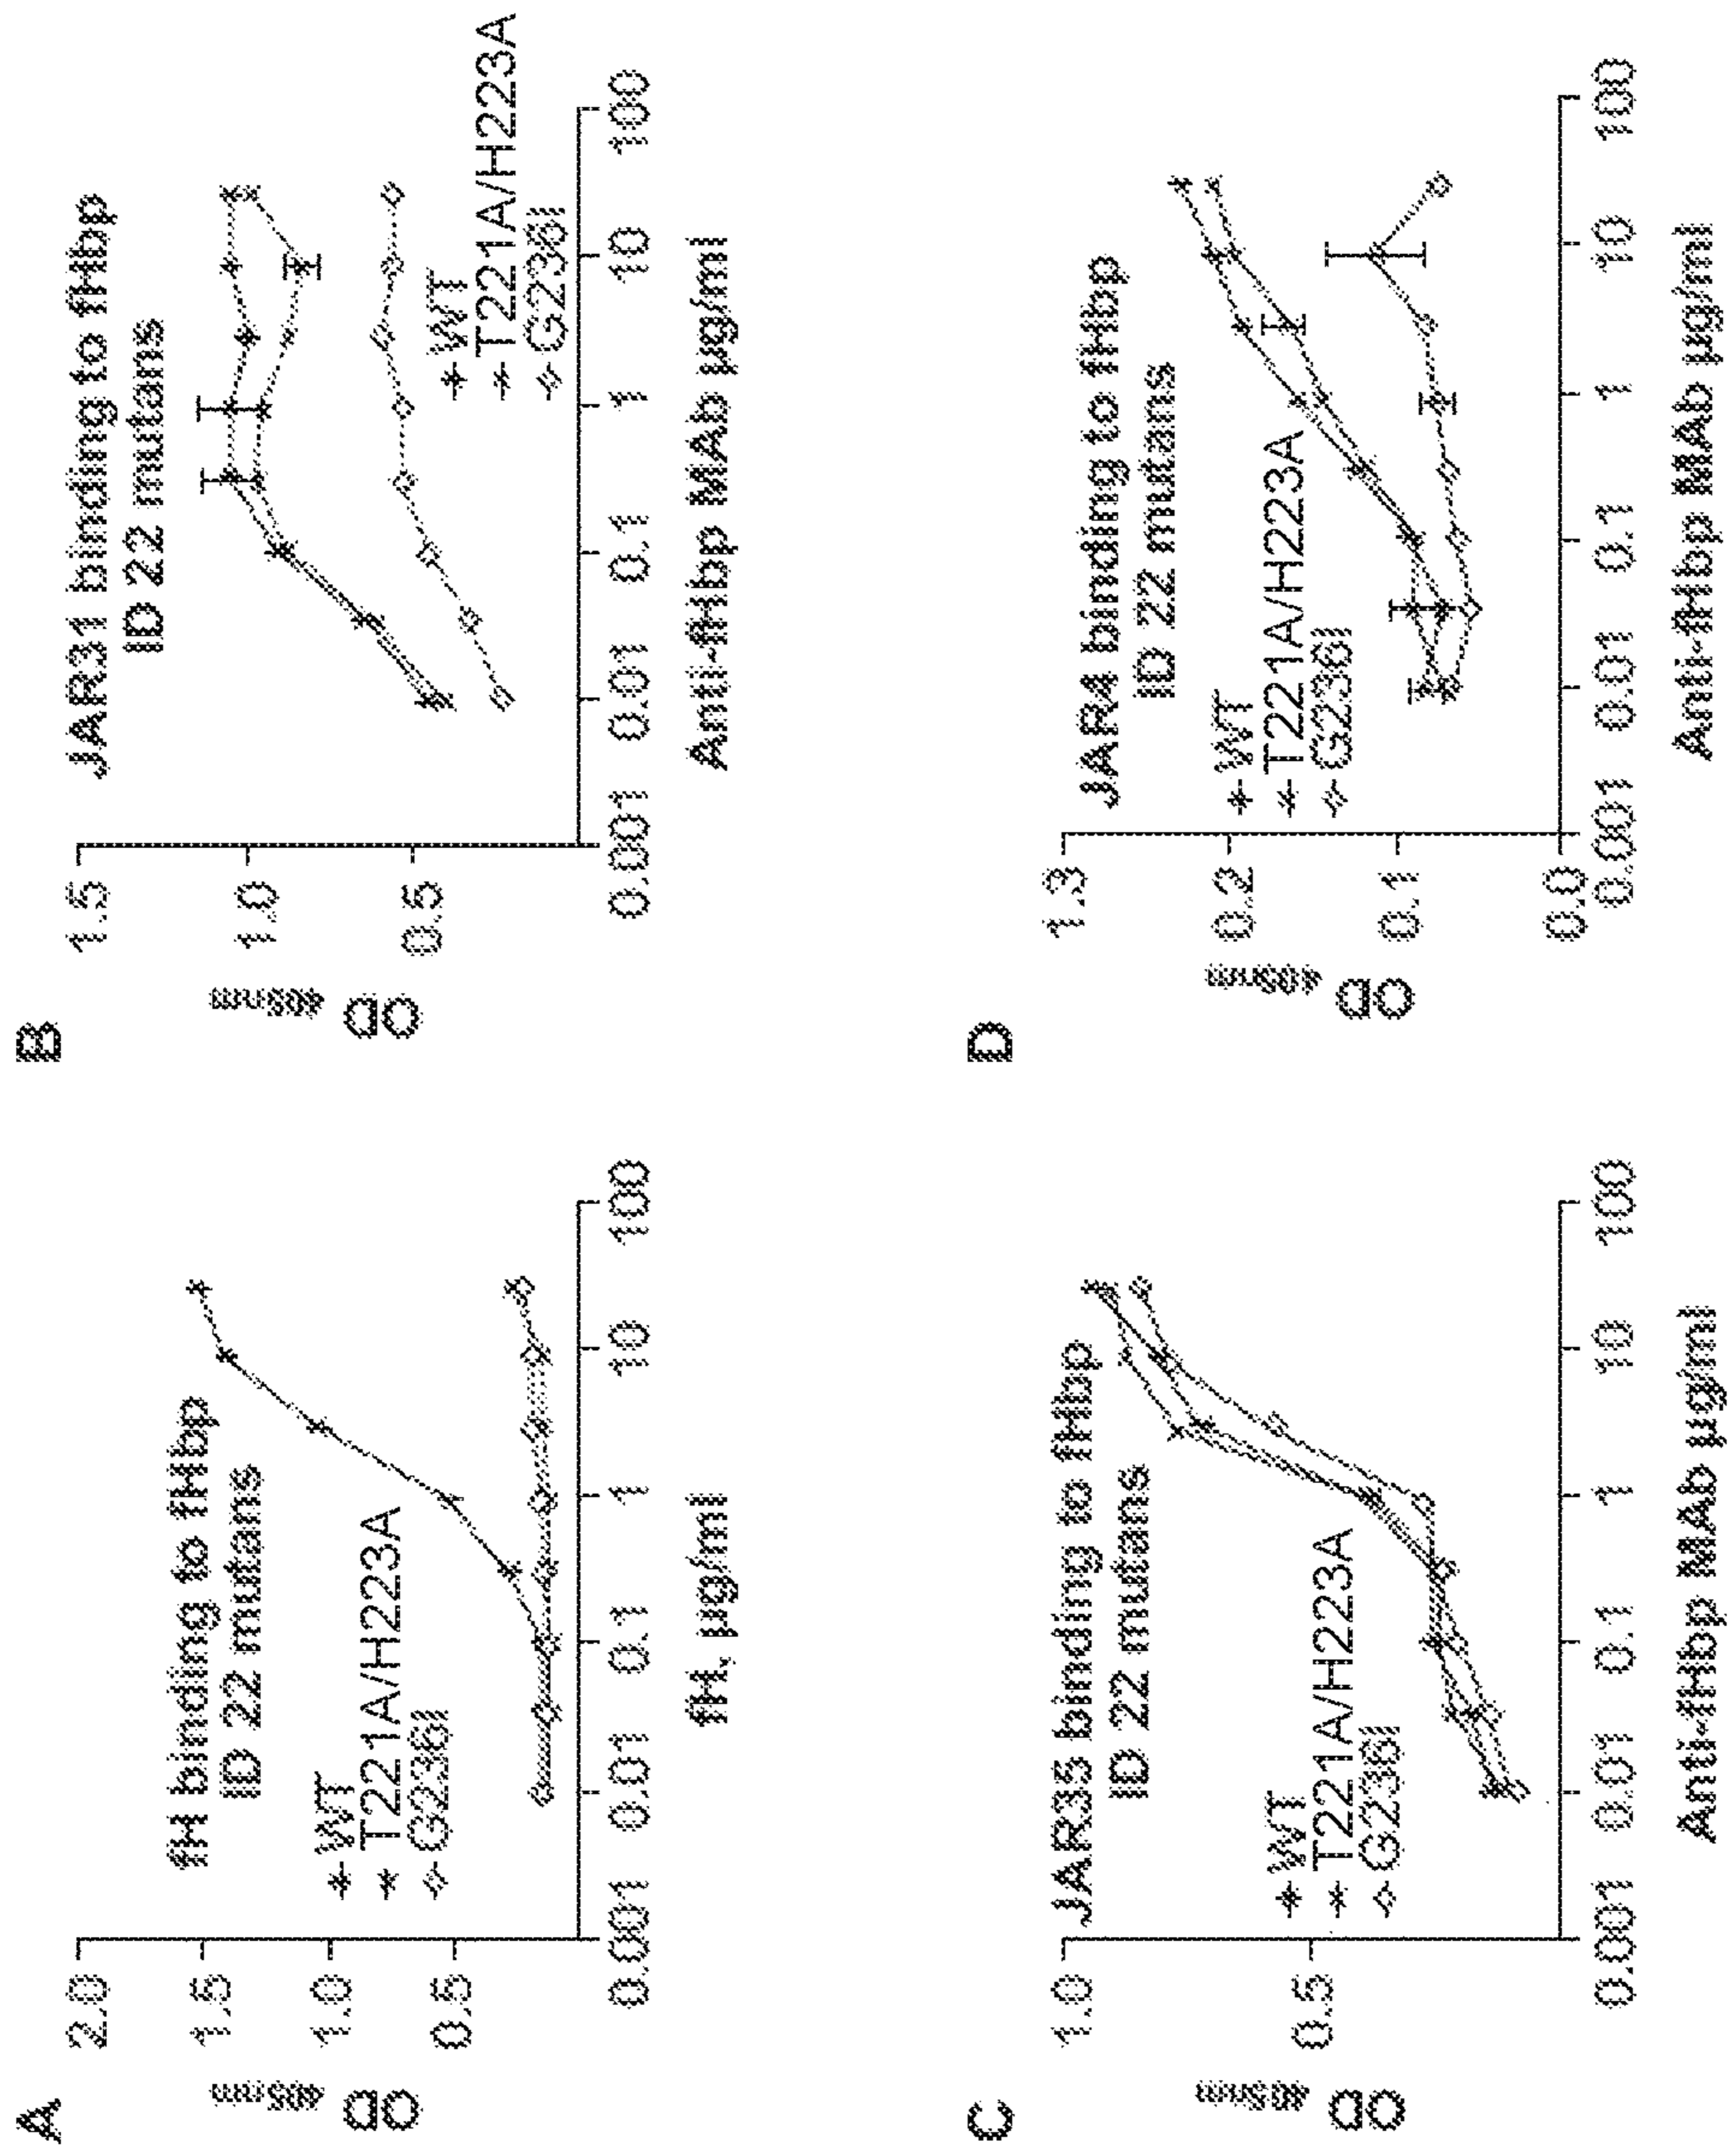 A
fH binding to fHbp
ID 22 mutans
2.0
1.5
1.0
0.5
OD
405nm
WT
T221A/H223A
G236I
0.001
0.01
0.1
1
10
100
fH, µg/ml
B
JAR31 binding to fHbp
ID 22 mutans
1.5
1.0
0.5
OD
405nm
WT
T221A/H223A
G236I
0.001
0.01
0.1
1
10
100
Anti-fHbp MAb µg/ml
C
JAR35 binding to fHbp
ID 22 mutans
1.0
0.5
OD
405nm
WT
T221A/H223A
G236I
0.001
0.01
0.1
1
10
100
Anti-fHbp MAb µg/ml
D
JAR4 binding to fHbp
ID 22 mutans
1.3
0.2
0.1
0.0
OD
405nm
WT
T221A/H223A
G236I
0.001
0.01
0.1
1
10
100
Anti-fHbp MAb µg/ml